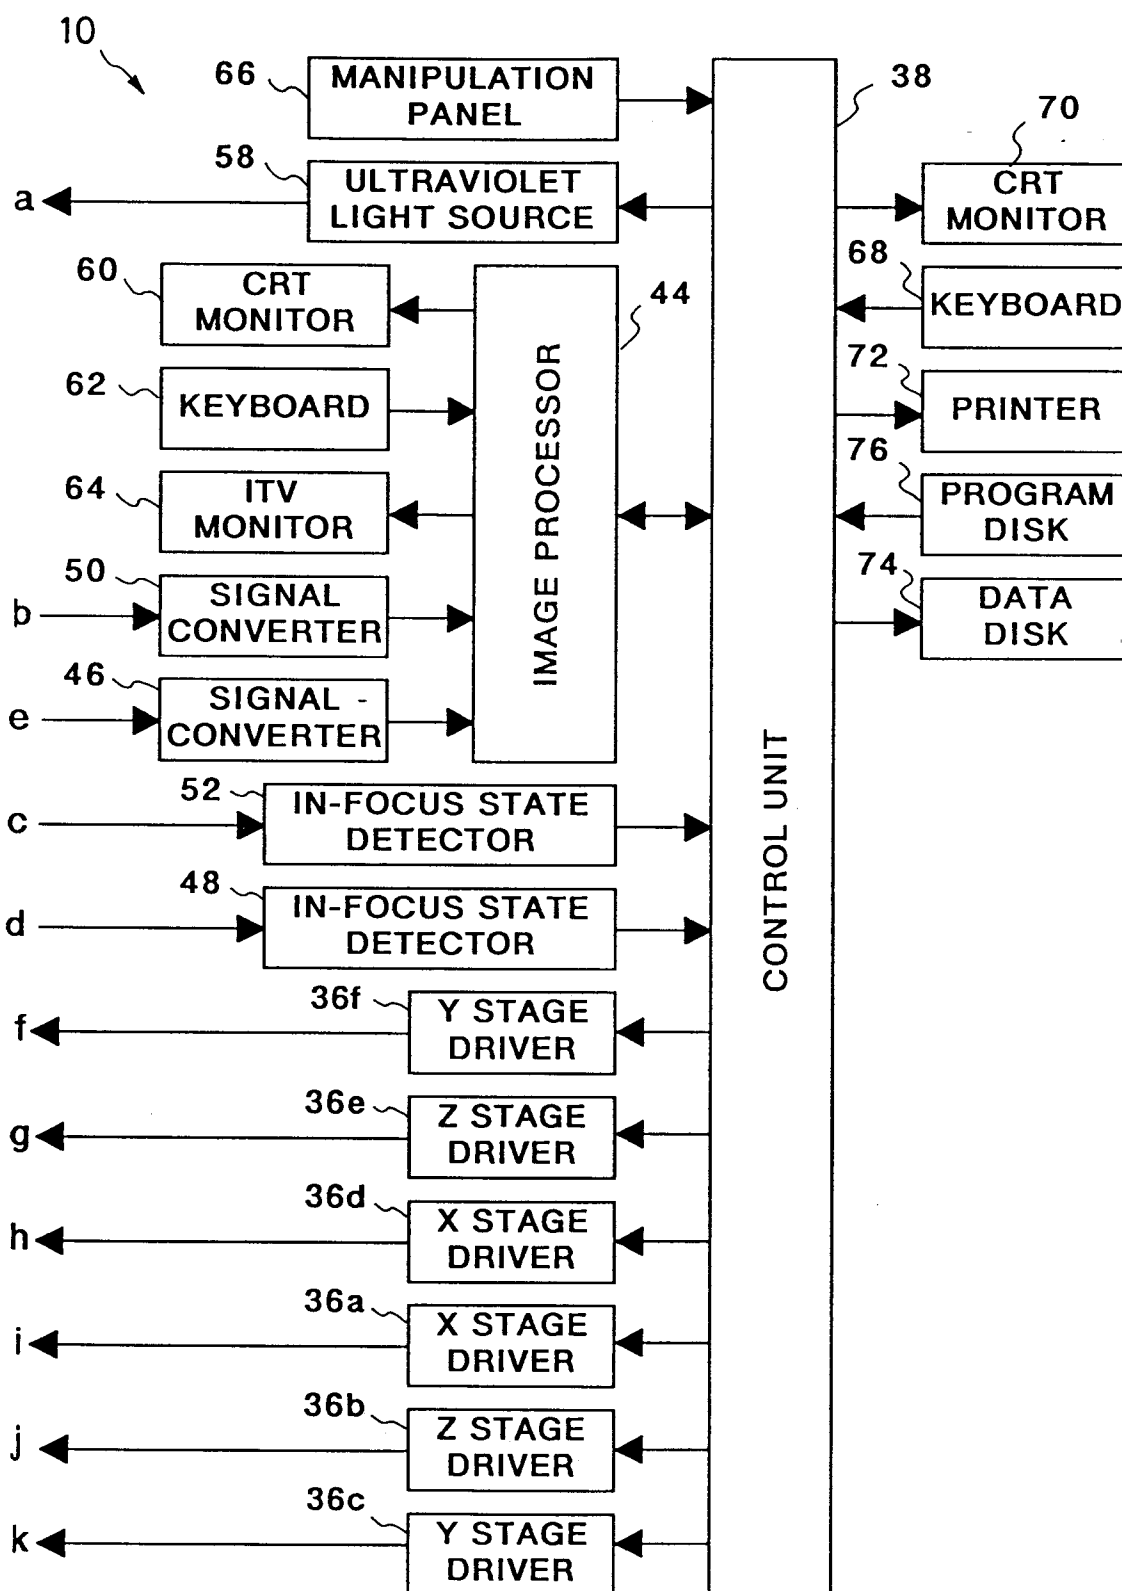 10
66
MANIPULATION
PANEL
38
70
58
ULTRAVIOLET
LIGHT SOURCE
a
CRT
MONITOR
60
CRT
MONITOR
44
68
KEYBOARD
62
KEYBOARD
72
PRINTER
64
ITV
MONITOR
IMAGE PROCESSOR
76
PROGRAM
DISK
50
SIGNAL
CONVERTER
b
74
DATA
DISK
46
SIGNAL
CONVERTER
e
CONTROL UNIT
52
IN-FOCUS STATE
DETECTOR
c
48
IN-FOCUS STATE
DETECTOR
d
36f
Y STAGE
DRIVER
f
36e
Z STAGE
DRIVER
g
36d
X STAGE
DRIVER
h
36a
X STAGE
DRIVER
i
36b
Z STAGE
DRIVER
j
36c
Y STAGE
DRIVER
k